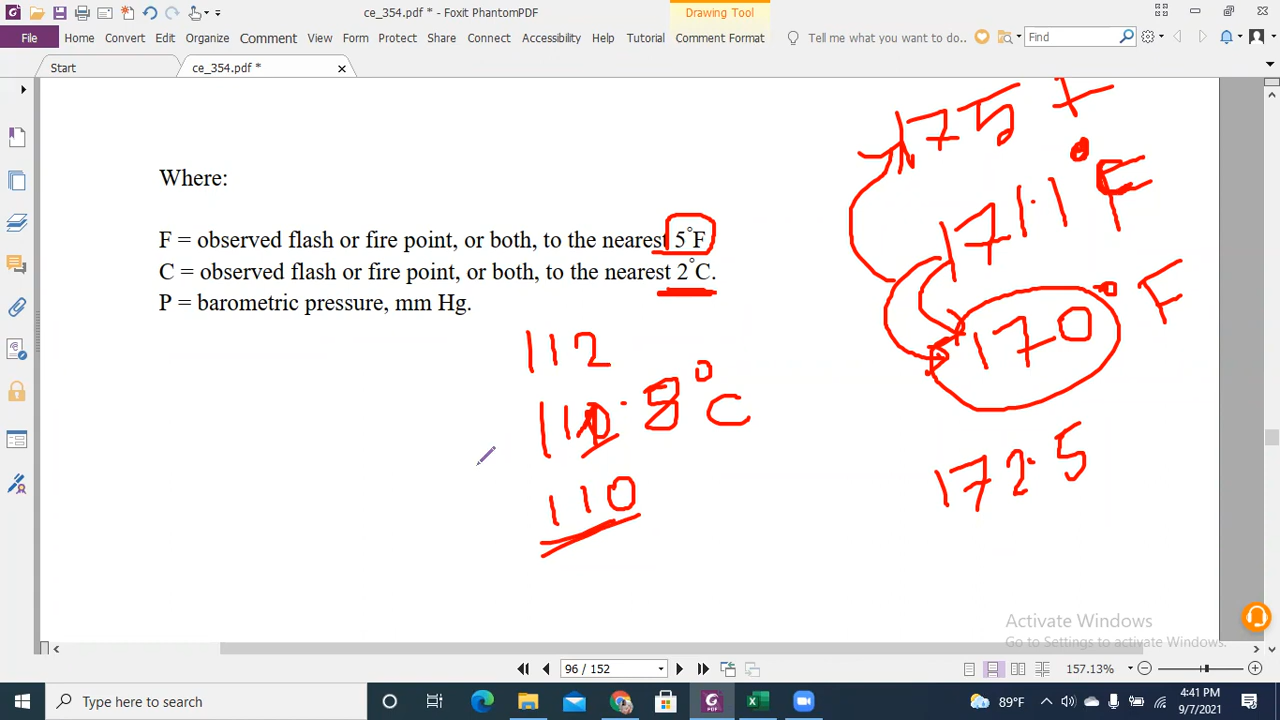 ce_354.pdf * - Foxit PhantomPDF
Drawing Tool
File Home Convert Edit Organize Comment View Form Protect Share Connect Accessibility Help Tutorial Comment Format Tell me what you want to do.. Find
Start ce_354.pdf *
175 F
Where:
171.1°F
F = observed flash or fire point, or both, to the nearest 5°F
C = observed flash or fire point, or both, to the nearest 2°C.
P = barometric pressure, mm Hg.
170° F
112
110.8°C
172.5
110
Activate Windows
Go to Settings to activate Windows.
96 / 152
157.13%
Type here to search
89°F
4:41 PM
9/7/2021